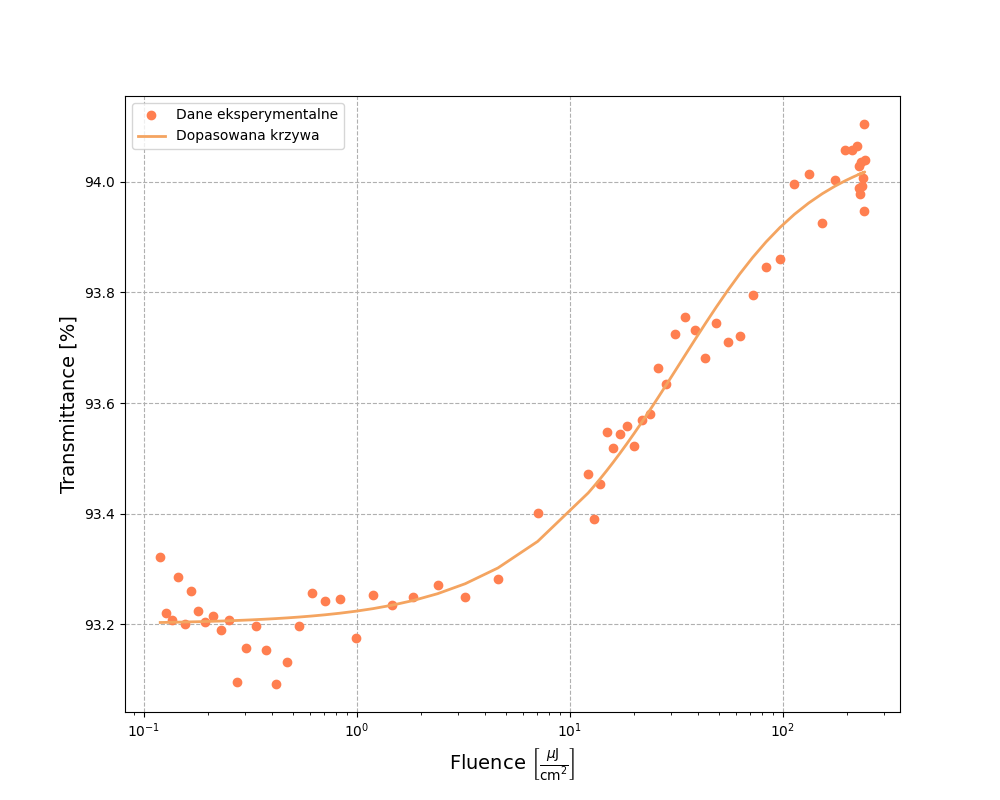 Dane eksperymentalne
Dopasowana krzywa
Transmittance [%]
94.0
93.8
93.6
93.4
93.2
10⁻¹ 10⁰ 10¹ 10²
Fluence [μJ/cm²]